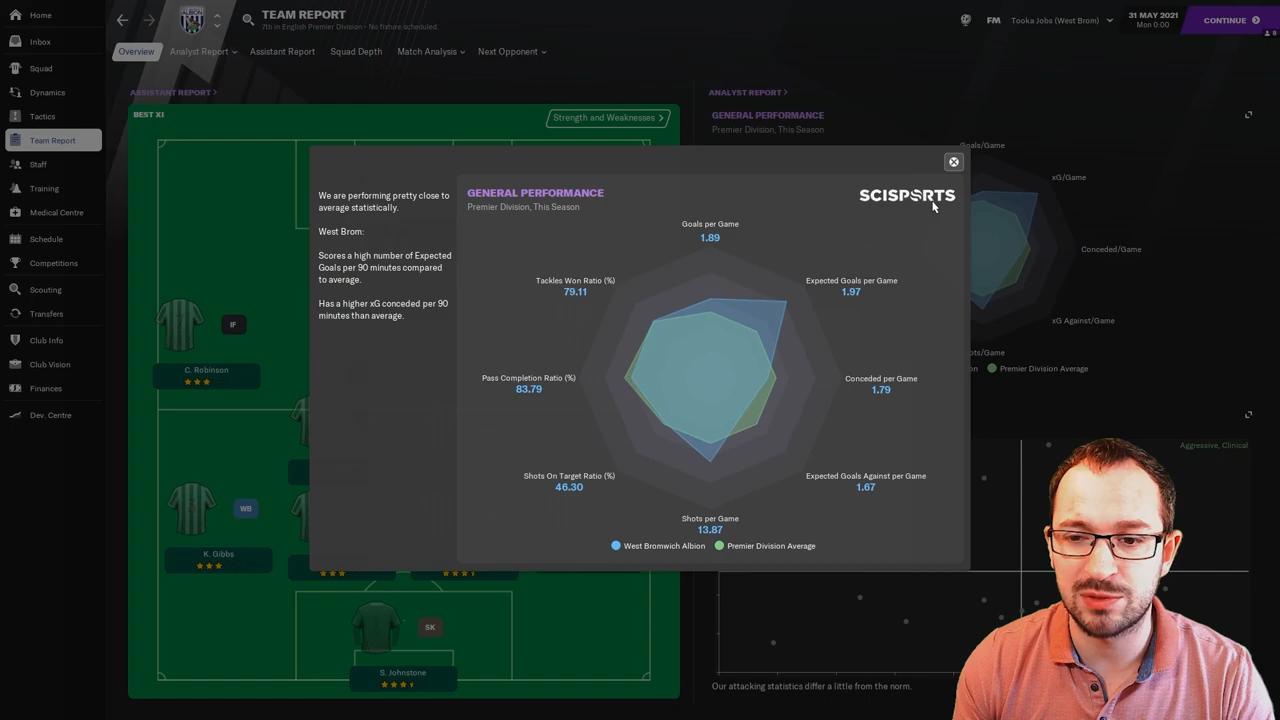 Home
Inbox
Squad
Dynamics
Tactics
Team Report
Staff
Training
Medical Centre
Schedule
Competitions
Scouting
Transfers
Club Info
Club Vision
Finances
Dev. Centre
ALBION
TEAM REPORT
7th in English Premier Division - No fixture scheduled.
FM
Tooka Jobs (West Brom)
31 MAY 2021
Mon 0:00
CONTINUE
8
Overview
Analyst Report
Assistant Report
Squad Depth
Match Analysis
Next Opponent
ASSISTANT REPORT >
BEST XI
Strength and Weaknesses >
IF
C. Robinson
WB
K. Gibbs
SK
S. Johnstone
We are performing pretty close to
average statistically.
West Brom:
Scores a high number of Expected
Goals per 90 minutes compared
to average.
Has a higher xG conceded per 90
minutes than average.
GENERAL PERFORMANCE
Premier Division, This Season
SCISPORTS
Goals per Game
1.89
Expected Goals per Game
1.97
Conceded per Game
1.79
Expected Goals Against per Game
1.67
Shots per Game
13.87
Shots On Target Ratio (%)
46.30
Pass Completion Ratio (%)
83.79
Tackles Won Ratio (%)
79.11
West Bromwich Albion
Premier Division Average
ANALYST REPORT >
GENERAL PERFORMANCE
Premier Division, This Season
Goals/Game
xG/Game
Conceded/Game
xG Against/Game
ots/Game
Premier Division Average
Aggressive, Clinical
Our attacking statistics differ a little from the norm.